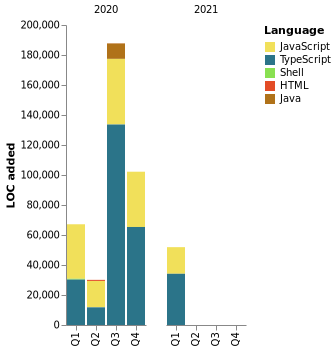 2020 2021
Language
JavaScript
TypeScript
Shell
HTML
Java
LOC added
200,000
180,000
160,000
140,000
120,000
100,000
80,000
60,000
40,000
20,000
0
Q1 Q2 Q3 Q4 Q1 Q2 Q3 Q4